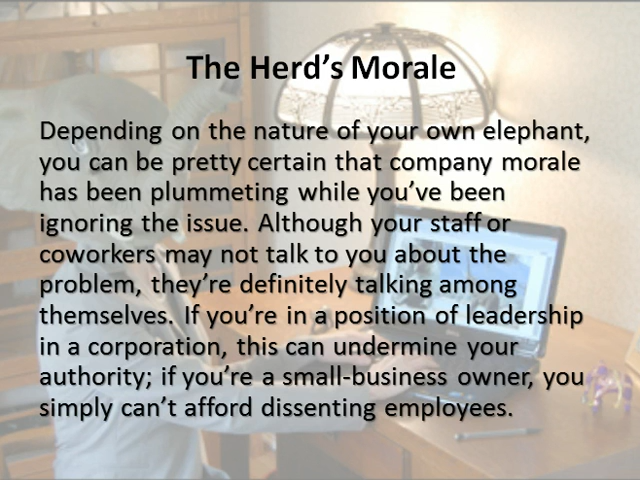 The Herd’s Morale
Depending on the nature of your own elephant,
you can be pretty certain that company morale
has been plummeting while you’ve been
ignoring the issue. Although your staff or
coworkers may not talk to you about the
problem, they’re definitely talking among
themselves. If you’re in a position of leadership
in a corporation, this can undermine your
authority; if you’re a small-business owner, you
simply can’t afford dissenting employees.